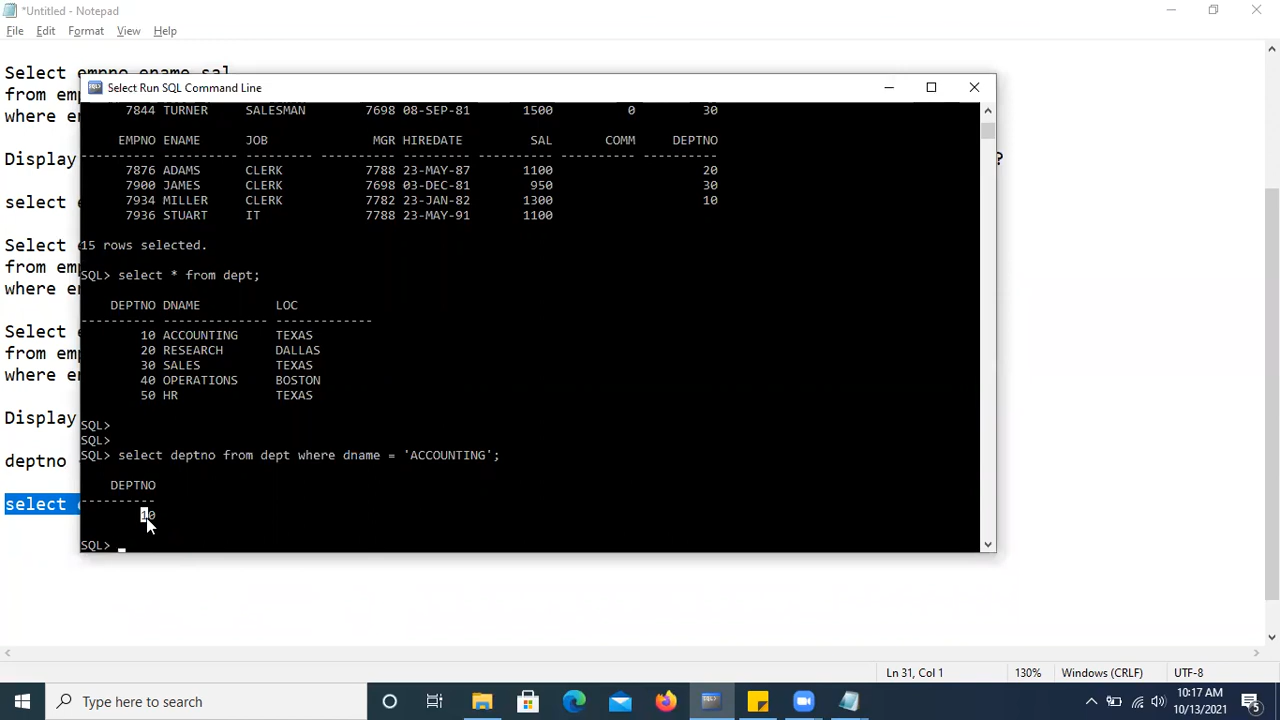 *Untitled - Notepad
File Edit Format View Help
Select empno ename sal
from em
where en
Display
select e
Select e
from em
where en
Select e
from em
where en
Display
deptno
select
Select Run SQL Command Line
7844 TURNER SALESMAN 7698 08-SEP-81 1500 0 30
EMPNO ENAME JOB MGR HIREDATE SAL COMM DEPTNO
---------- ---------- --------- ---------- --------- ---------- ---------- ----------
7876 ADAMS CLERK 7788 23-MAY-87 1100 20
7900 JAMES CLERK 7698 03-DEC-81 950 30
7934 MILLER CLERK 7782 23-JAN-82 1300 10
7936 STUART IT 7788 23-MAY-91 1100
15 rows selected.
SQL> select * from dept;
DEPTNO DNAME LOC
---------- -------------- -------------
10 ACCOUNTING TEXAS
20 RESEARCH DALLAS
30 SALES TEXAS
40 OPERATIONS BOSTON
50 HR TEXAS
SQL>
SQL>
SQL> select deptno from dept where dname = 'ACCOUNTING';
DEPTNO
----------
10
SQL>
?
Ln 31, Col 1 130% Windows (CRLF) UTF-8
Type here to search
10:17 AM
10/13/2021
5